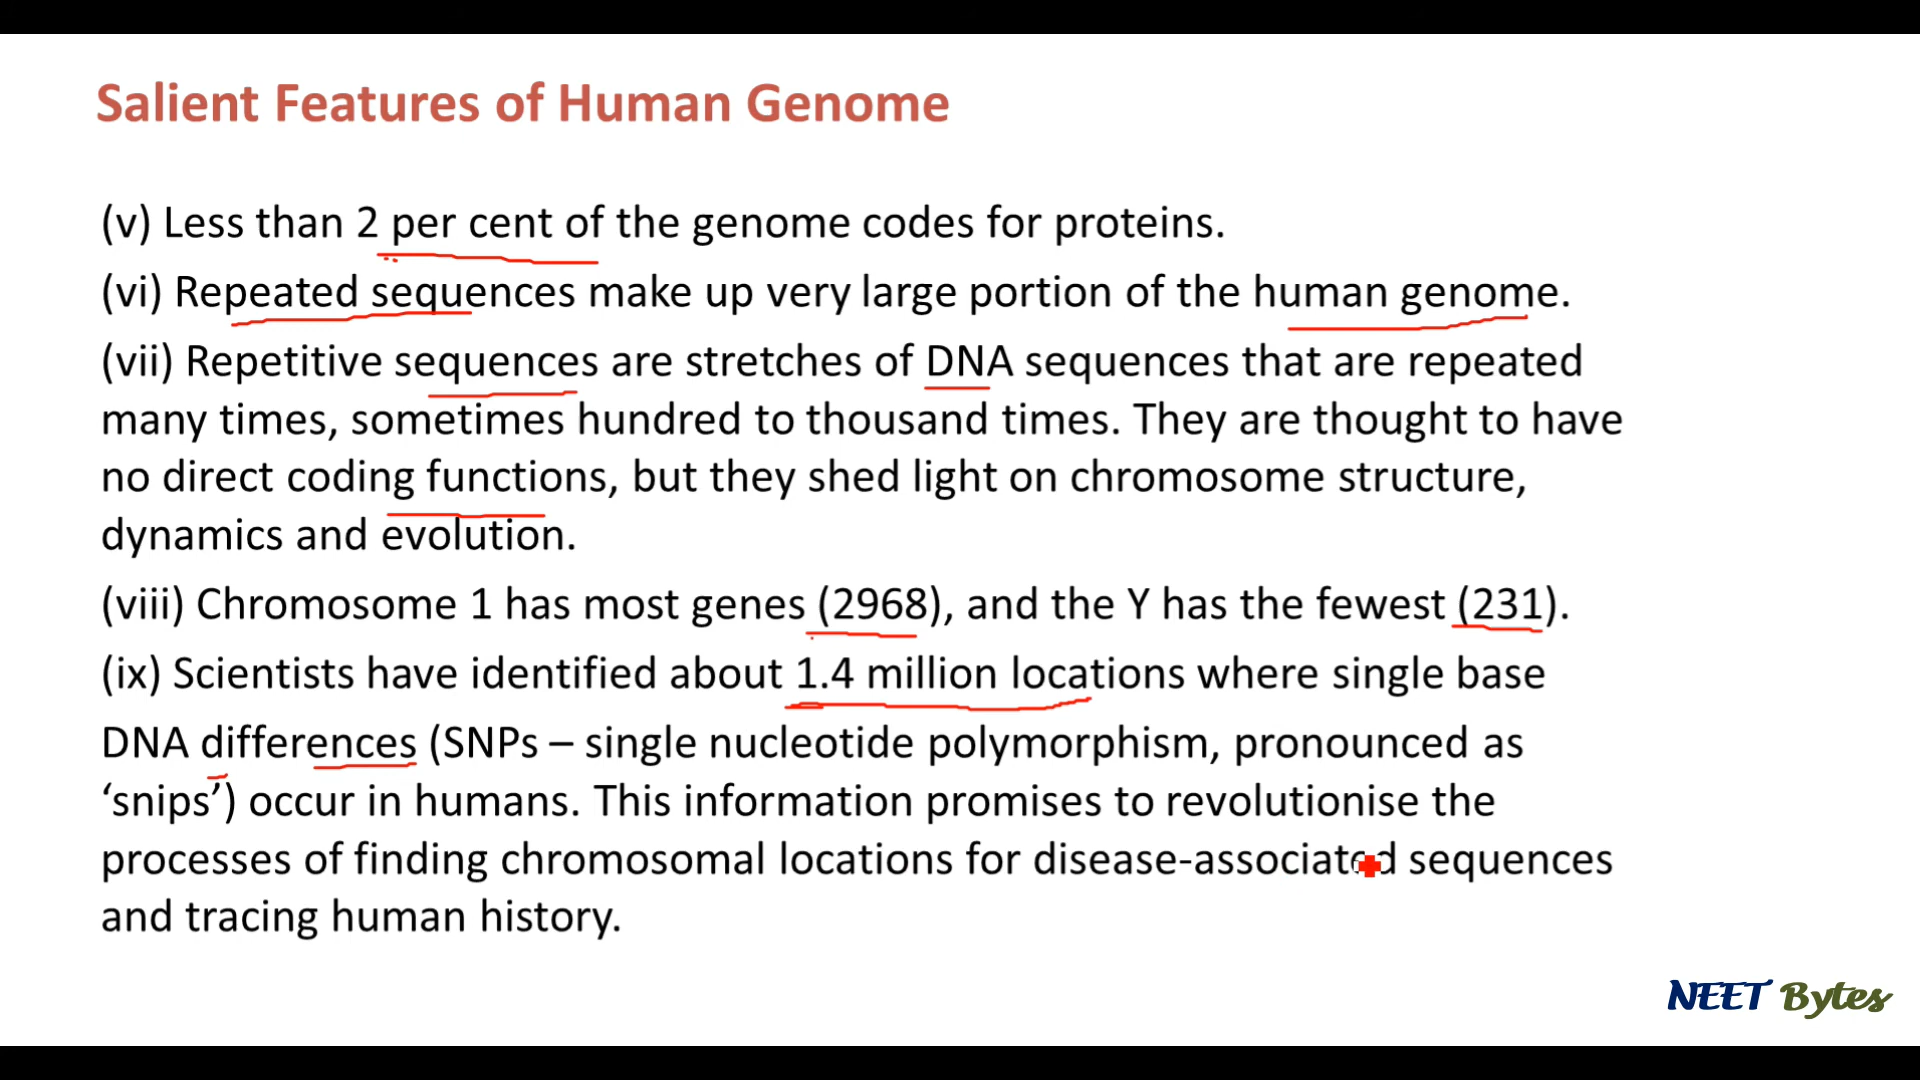 Salient Features of Human Genome
(v) Less than 2 per cent of the genome codes for proteins.
(vi) Repeated sequences make up very large portion of the human genome.
(vii) Repetitive sequences are stretches of DNA sequences that are repeated
many times, sometimes hundred to thousand times. They are thought to have
no direct coding functions, but they shed light on chromosome structure,
dynamics and evolution.
(viii) Chromosome 1 has most genes (2968), and the Y has the fewest (231).
(ix) Scientists have identified about 1.4 million locations where single base
DNA differences (SNPs – single nucleotide polymorphism, pronounced as
‘snips’) occur in humans. This information promises to revolutionise the
processes of finding chromosomal locations for disease-associated sequences
and tracing human history.
NEET Bytes